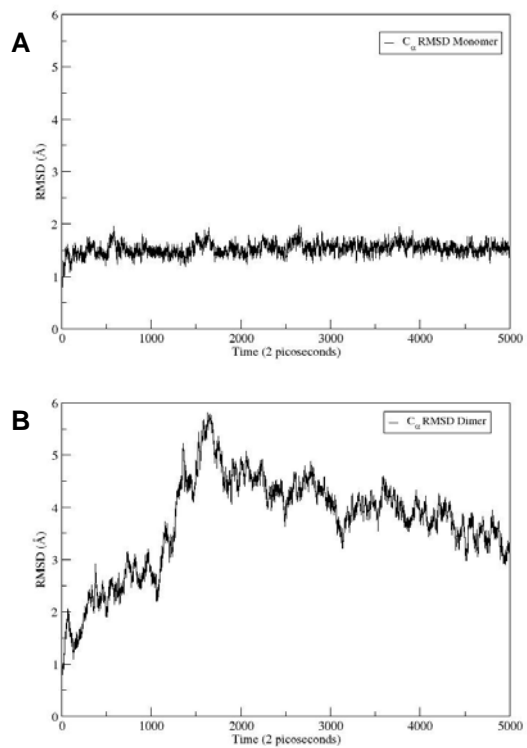 A
— Cα RMSD Monomer
6
5
4
3
2
1
0
RMSD (Å)
0 1000 2000 3000 4000 5000
Time (2 picoseconds)
B
— Cα RMSD Dimer
6
5
4
3
2
1
0
RMSD (Å)
0 1000 2000 3000 4000 5000
Time (2 picoseconds)